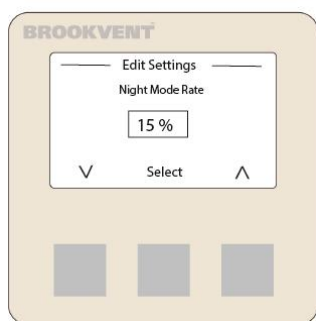 BROOKVENT
Edit Settings
Night Mode Rate
15 %
Select